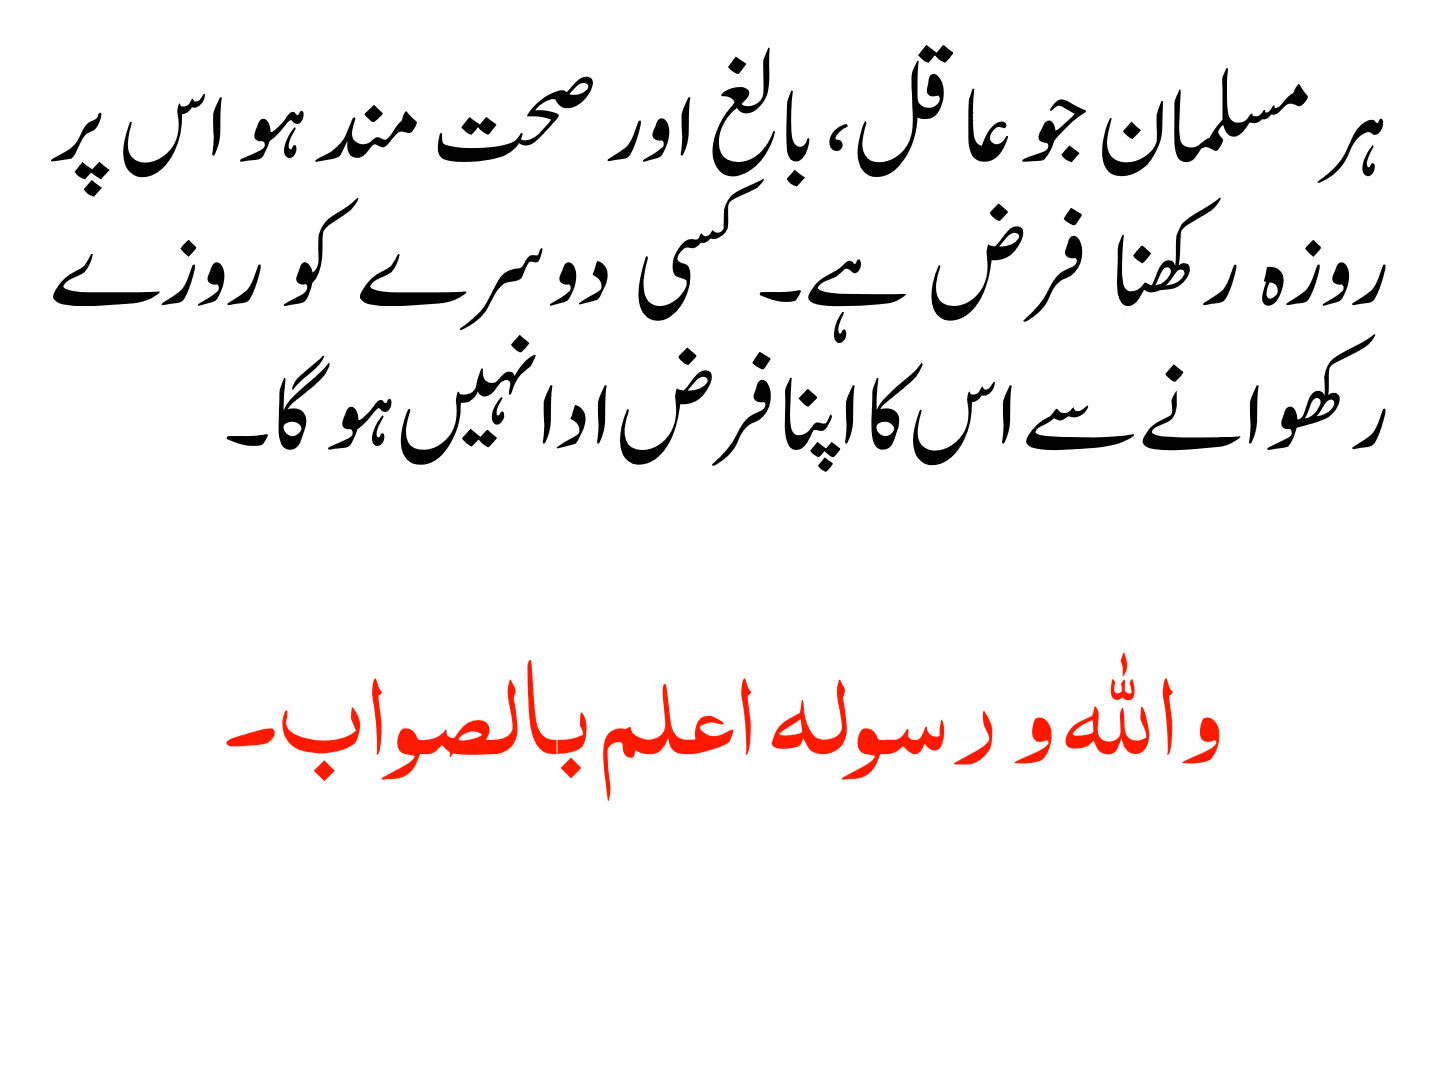 ہر مسلمان جو عاقل، بالغ اور صحت مند ہو اس پر
روزہ رکھنا فرض ہے۔ کسی دوسرے کو روزے
رکھوانے سے اس کا اپنا فرض ادا نہیں ہو گا۔
واللہ و رسولہ اعلم بالصواب۔